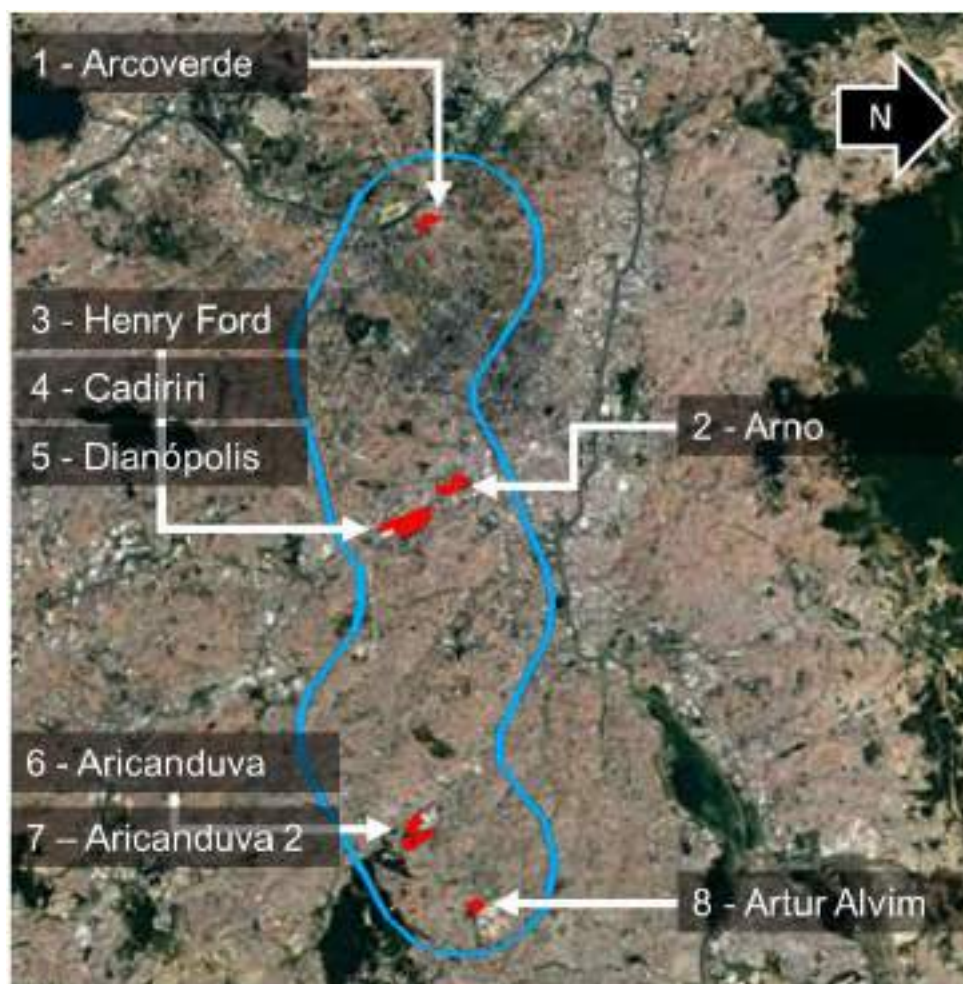 1 - Arcoverde
N
3 - Henry Ford
4 - Cadiriri
5 - Dianópolis
2 - Arno
6 - Aricanduva
7 – Aricanduva 2
8 - Artur Alvim